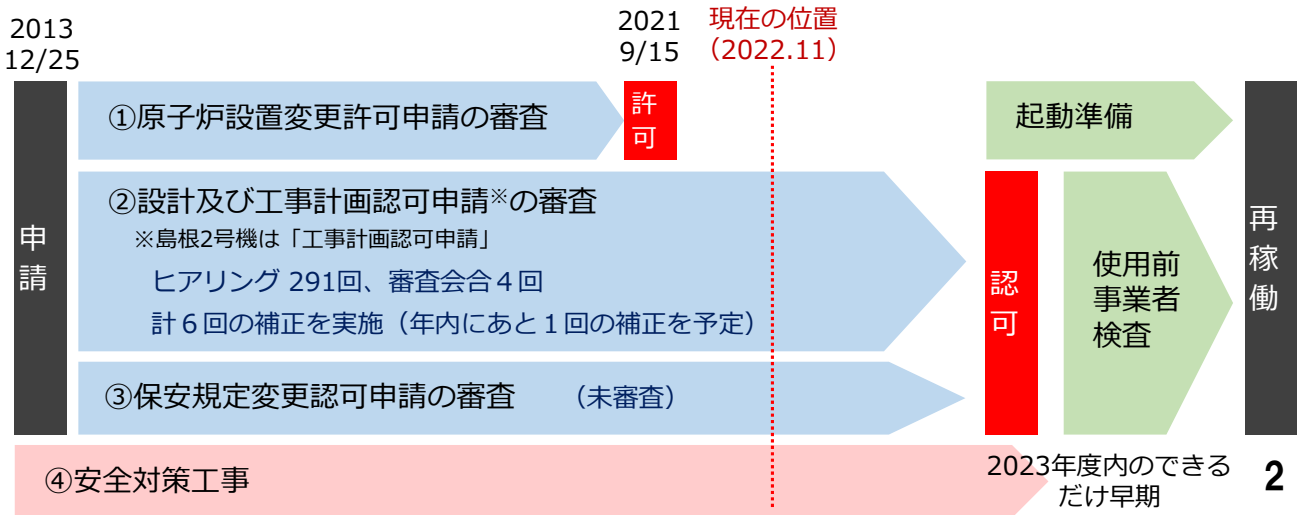 2013
12/25
2021
9/15
現在の位置
（2022.11）
申請
①原子炉設置変更許可申請の審査
許可
起動準備
②設計及び工事計画認可申請※の審査
※島根2号機は「工事計画認可申請」
ヒアリング 291回、審査会合４回
計６回の補正を実施（年内にあと１回の補正を予定）
認可
使用前
事業者
検査
再稼働
③保安規定変更認可申請の審査　（未審査）
④安全対策工事
2023年度内のできる
だけ早期
2